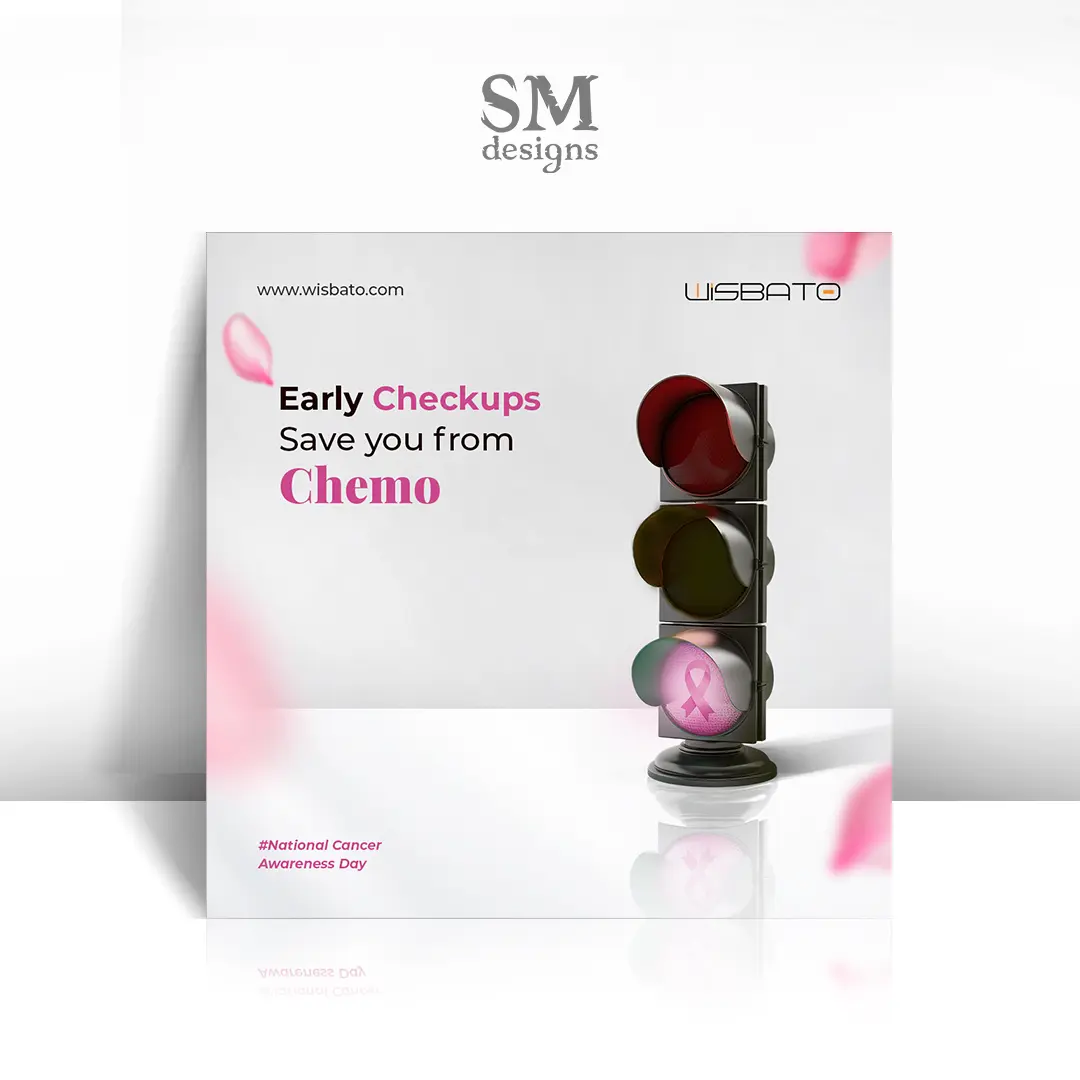 SM
designs
www.wisbato.com
WiSBATO
Early Checkups
Save you from
Chemo
#National Cancer
Awareness Day